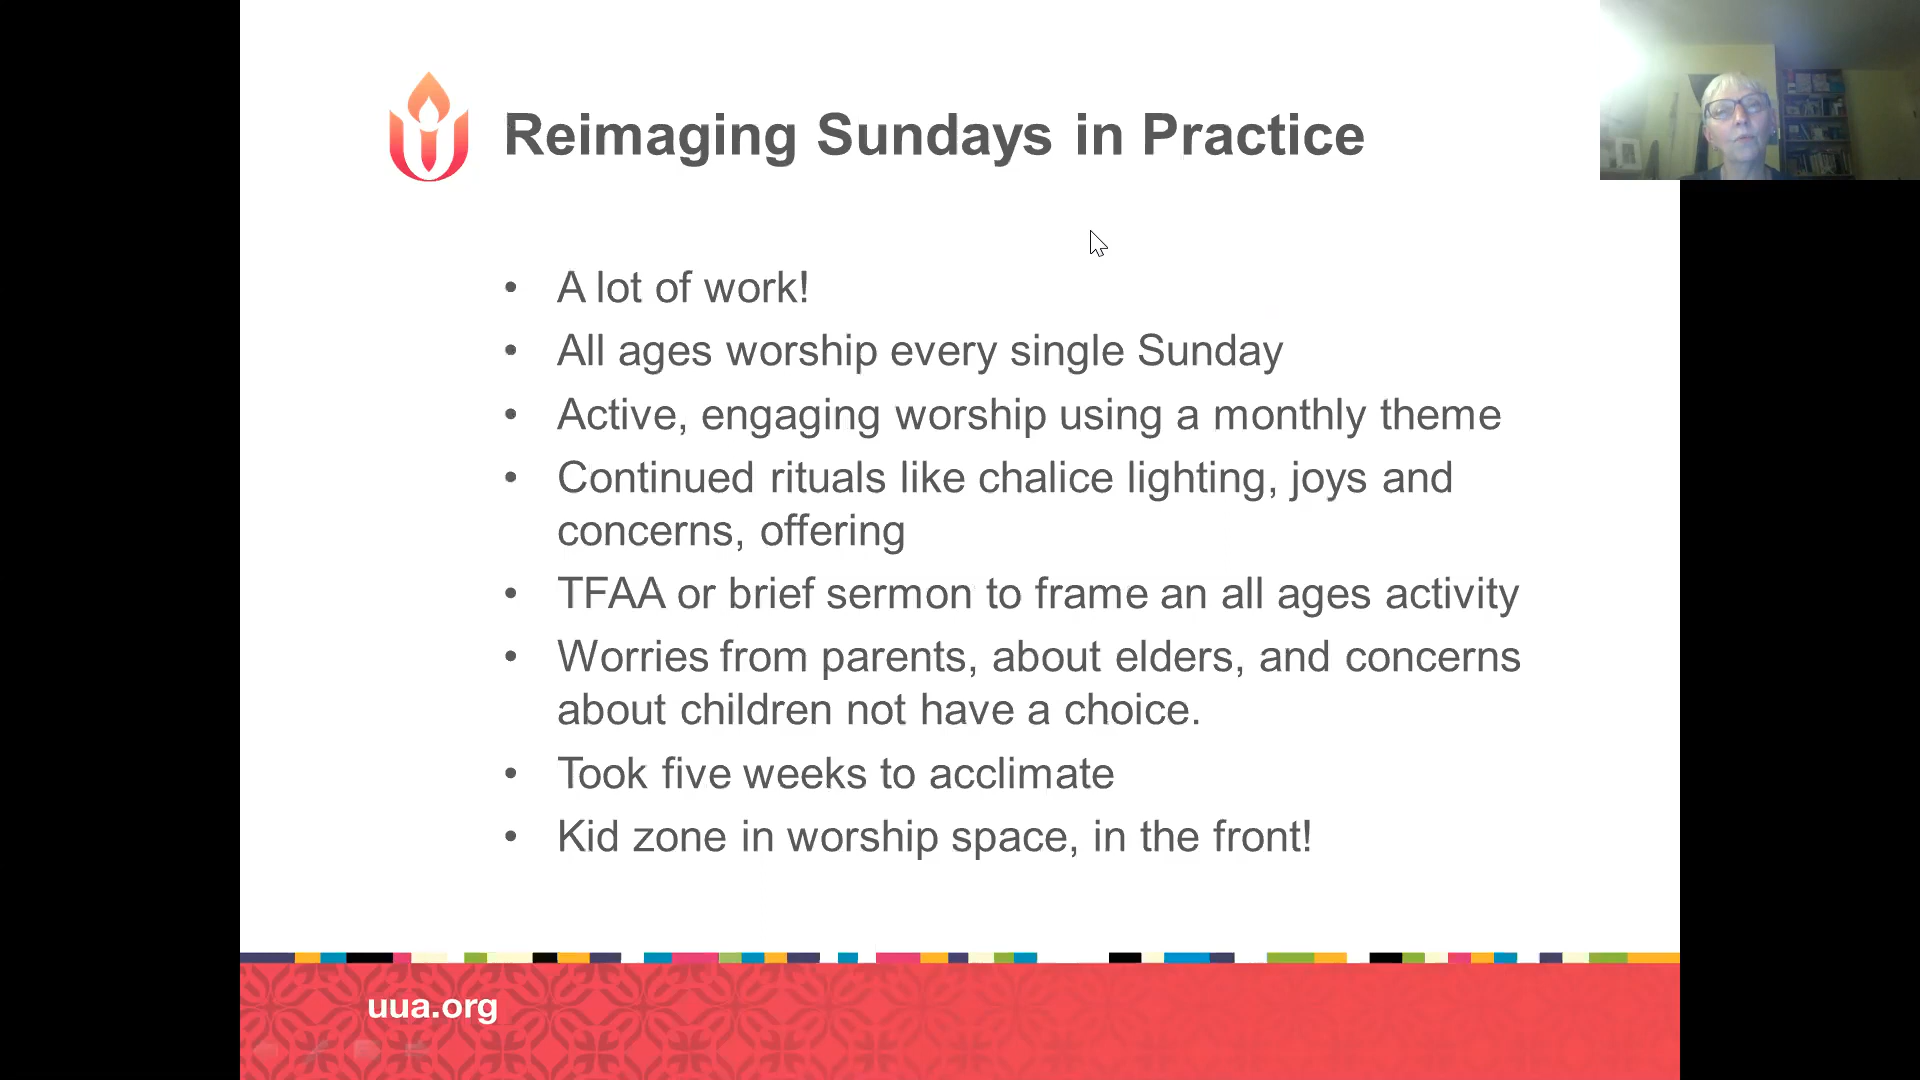 Reimaging Sundays in Practice
• A lot of work!
• All ages worship every single Sunday
• Active, engaging worship using a monthly theme
• Continued rituals like chalice lighting, joys and
concerns, offering
• TFAA or brief sermon to frame an all ages activity
• Worries from parents, about elders, and concerns
about children not have a choice.
• Took five weeks to acclimate
• Kid zone in worship space, in the front!
uua.org